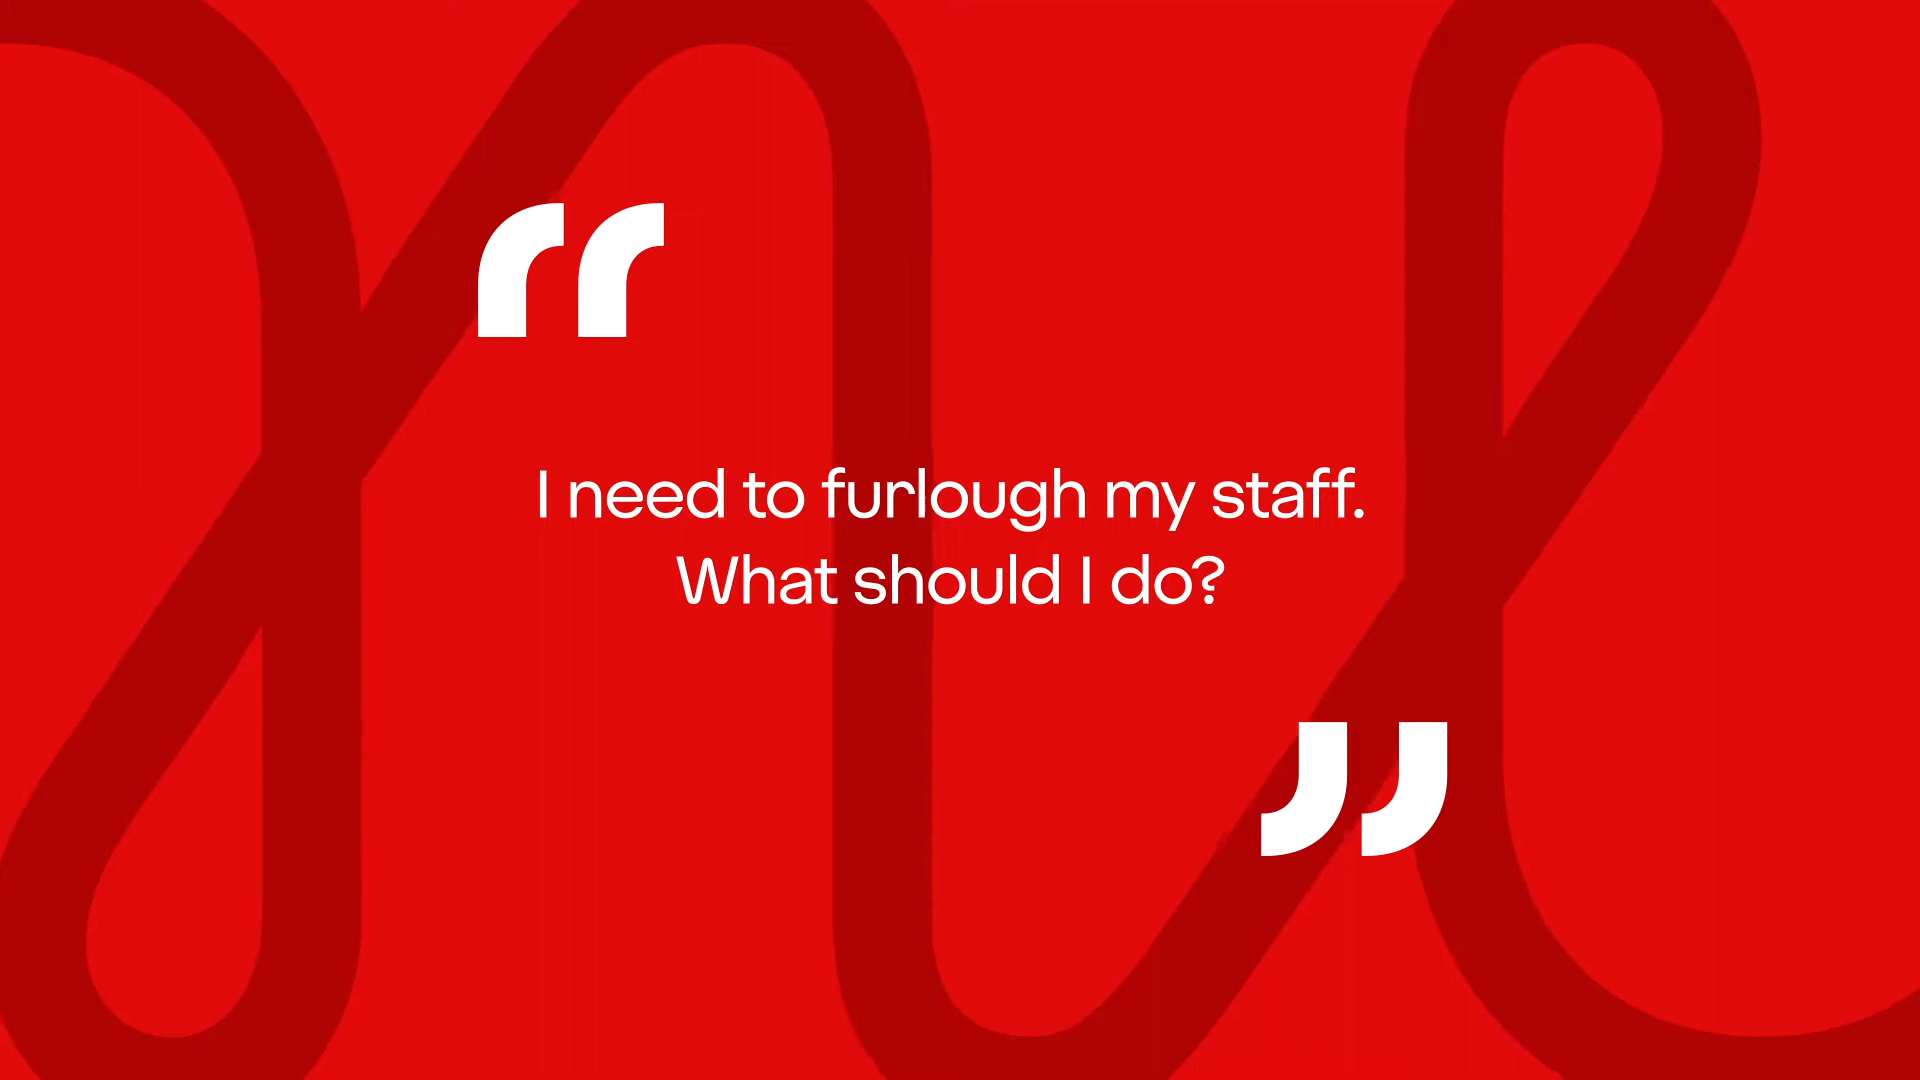 “
I need to furlough my staff.
What should I do?
”